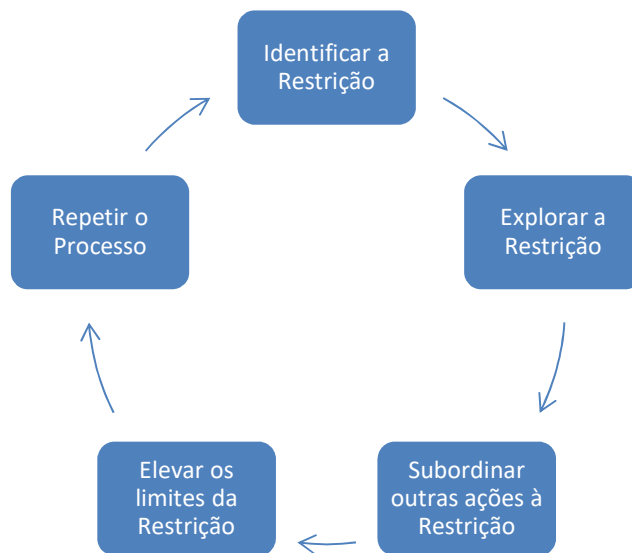 Identificar a
Restrição
Explorar a
Restrição
Subordinar
outras ações à
Restrição
Elevar os
limites da
Restrição
Repetir o
Processo